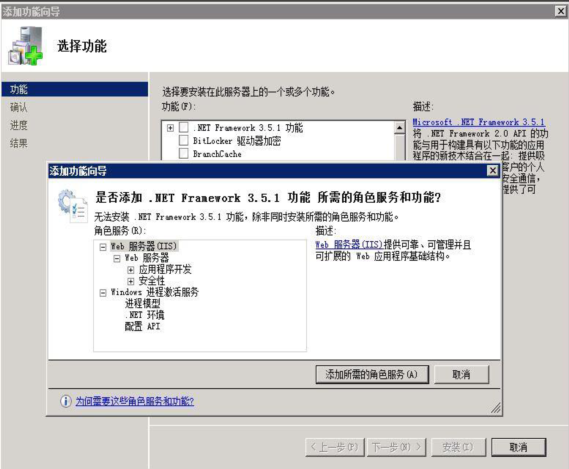 添加功能向导
选择功能
功能
确认
进度
结果
选择要安装在此服务器上的一个或多个功能。
功能(F):
.NET Framework 3.5.1 功能
BitLocker 驱动器加密
BranchCache
描述:
Microsoft .NET Framework 3.5.1
将 .NET Framework 2.0 API 的功
能与用于构建具有以下功能的应用
程序的新技术结合在一起: 提供吸
客户的个人
安全通信,
提供了可
添加功能向导
是否添加 .NET Framework 3.5.1 功能 所需的角色服务和功能?
无法安装 .NET Framework 3.5.1 功能,除非同时安装所需的角色服务和功能。
角色服务(R):
Web 服务器(IIS)
Web 服务器
应用程序开发
安全性
Windows 进程激活服务
进程模型
.NET 环境
配置 API
描述:
Web 服务器(IIS)提供可靠、可管理并且
可扩展的 Web 应用程序基础结构。
添加所需的角色服务(A)
取消
为何需要这些角色服务和功能?
<上一步(P)
下一步(N)>
安装(I)
取消